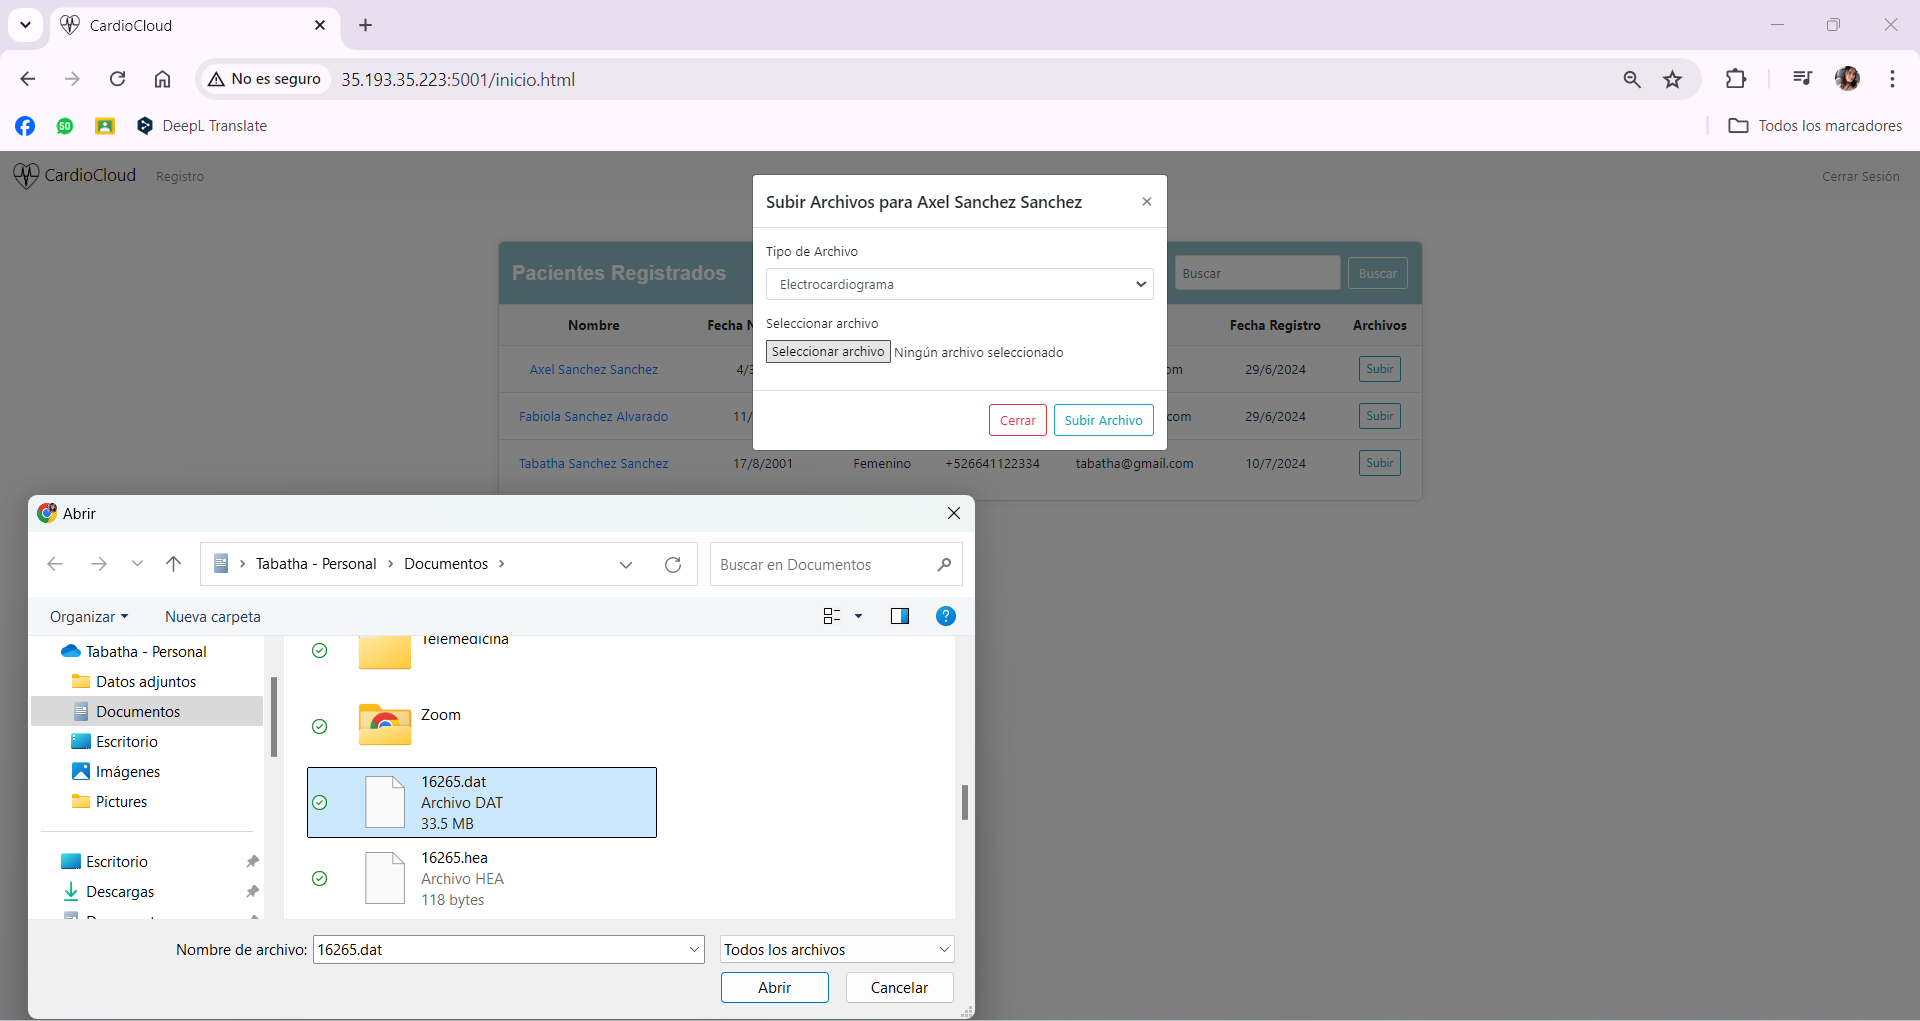 CardioCloud
No es seguro
35.193.35.223:5001/inicio.html
50
DeepL Translate
Todos los marcadores
CardioCloud
Registro
Cerrar Sesión
Subir Archivos para Axel Sanchez Sanchez
×
Tipo de Archivo
Electrocardiograma
Seleccionar archivo
Seleccionar archivo Ningún archivo seleccionado
Cerrar
Subir Archivo
Pacientes Registrados
Buscar
Buscar
Nombre Fecha N Fecha Registro Archivos
Axel Sanchez Sanchez 4/3 om 29/6/2024 Subir
Fabiola Sanchez Alvarado 11/ com 29/6/2024 Subir
Tabatha Sanchez Sanchez 17/8/2001 Femenino +526641122334 tabatha@gmail.com 10/7/2024 Subir
Abrir
Tabatha - Personal > Documentos >
Buscar en Documentos
Organizar
Nueva carpeta
?
Tabatha - Personal
Datos adjuntos
Documentos
Escritorio
Imágenes
Pictures
Escritorio
Descargas
Telemedicina
Zoom
16265.dat
Archivo DAT
33.5 MB
16265.hea
Archivo HEA
118 bytes
Nombre de archivo: 16265.dat
Todos los archivos
Abrir
Cancelar